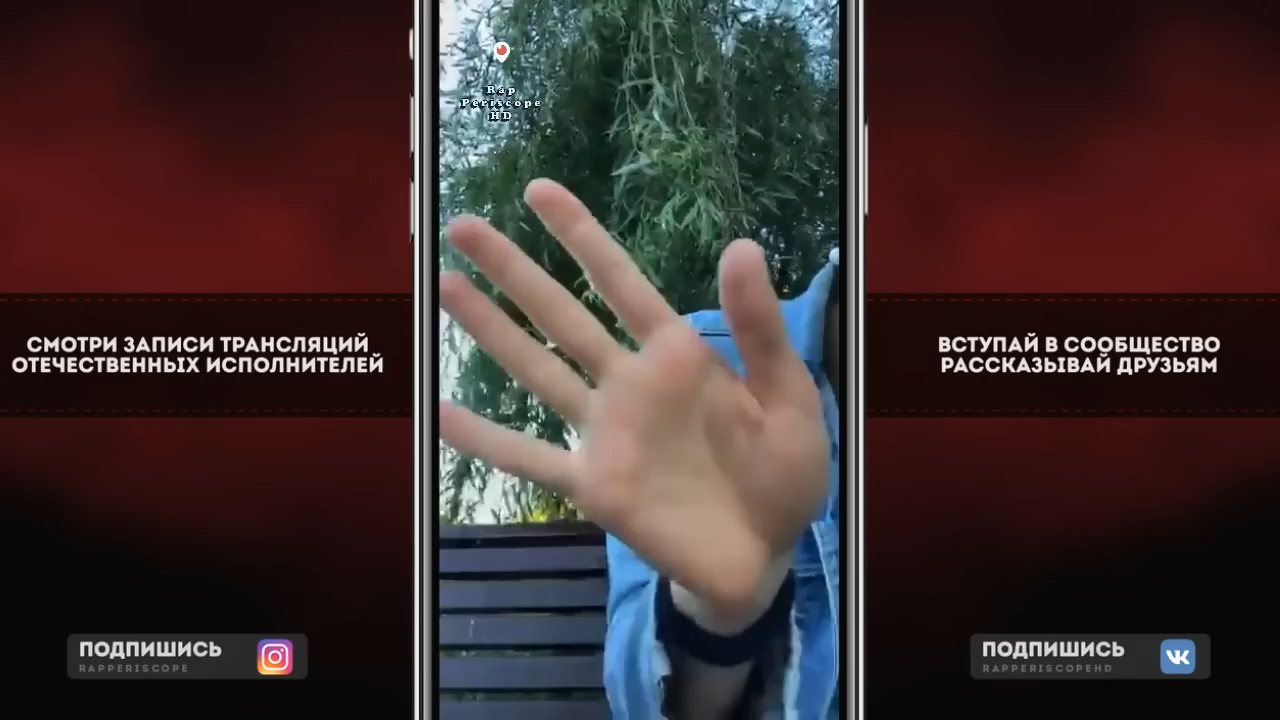 Rap
Periscope
HD
СМОТРИ ЗАПИСИ ТРАНСЛЯЦИЙ
ОТЕЧЕСТВЕННЫХ ИСПОЛНИТЕЛЕЙ
ВСТУПАЙ В СООБЩЕСТВО
РАССКАЗЫВАЙ ДРУЗЬЯМ
ПОДПИШИСЬ
RAPPERISCOPE
ПОДПИШИСЬ
RAPPERISCOPEHD